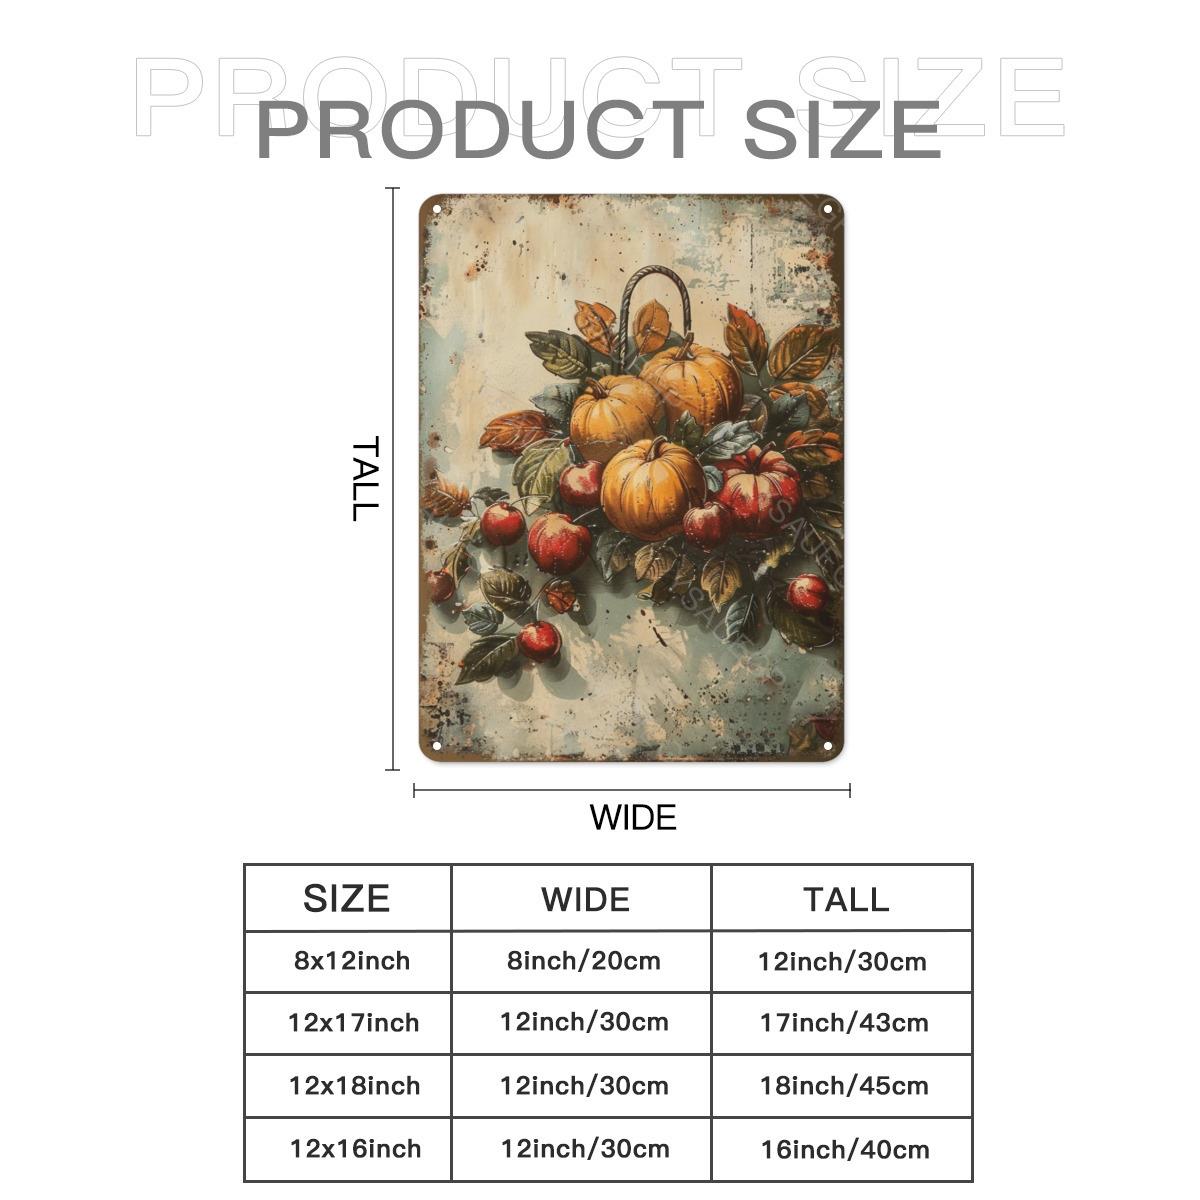 PRODUCT SIZE
PRODUCT SIZE
TALL
WIDE
SIZE WIDE TALL
8x12inch 8inch/20cm 12inch/30cm
12x17inch 12inch/30cm 17inch/43cm
12x18inch 12inch/30cm 18inch/45cm
12x16inch 12inch/30cm 16inch/40cm